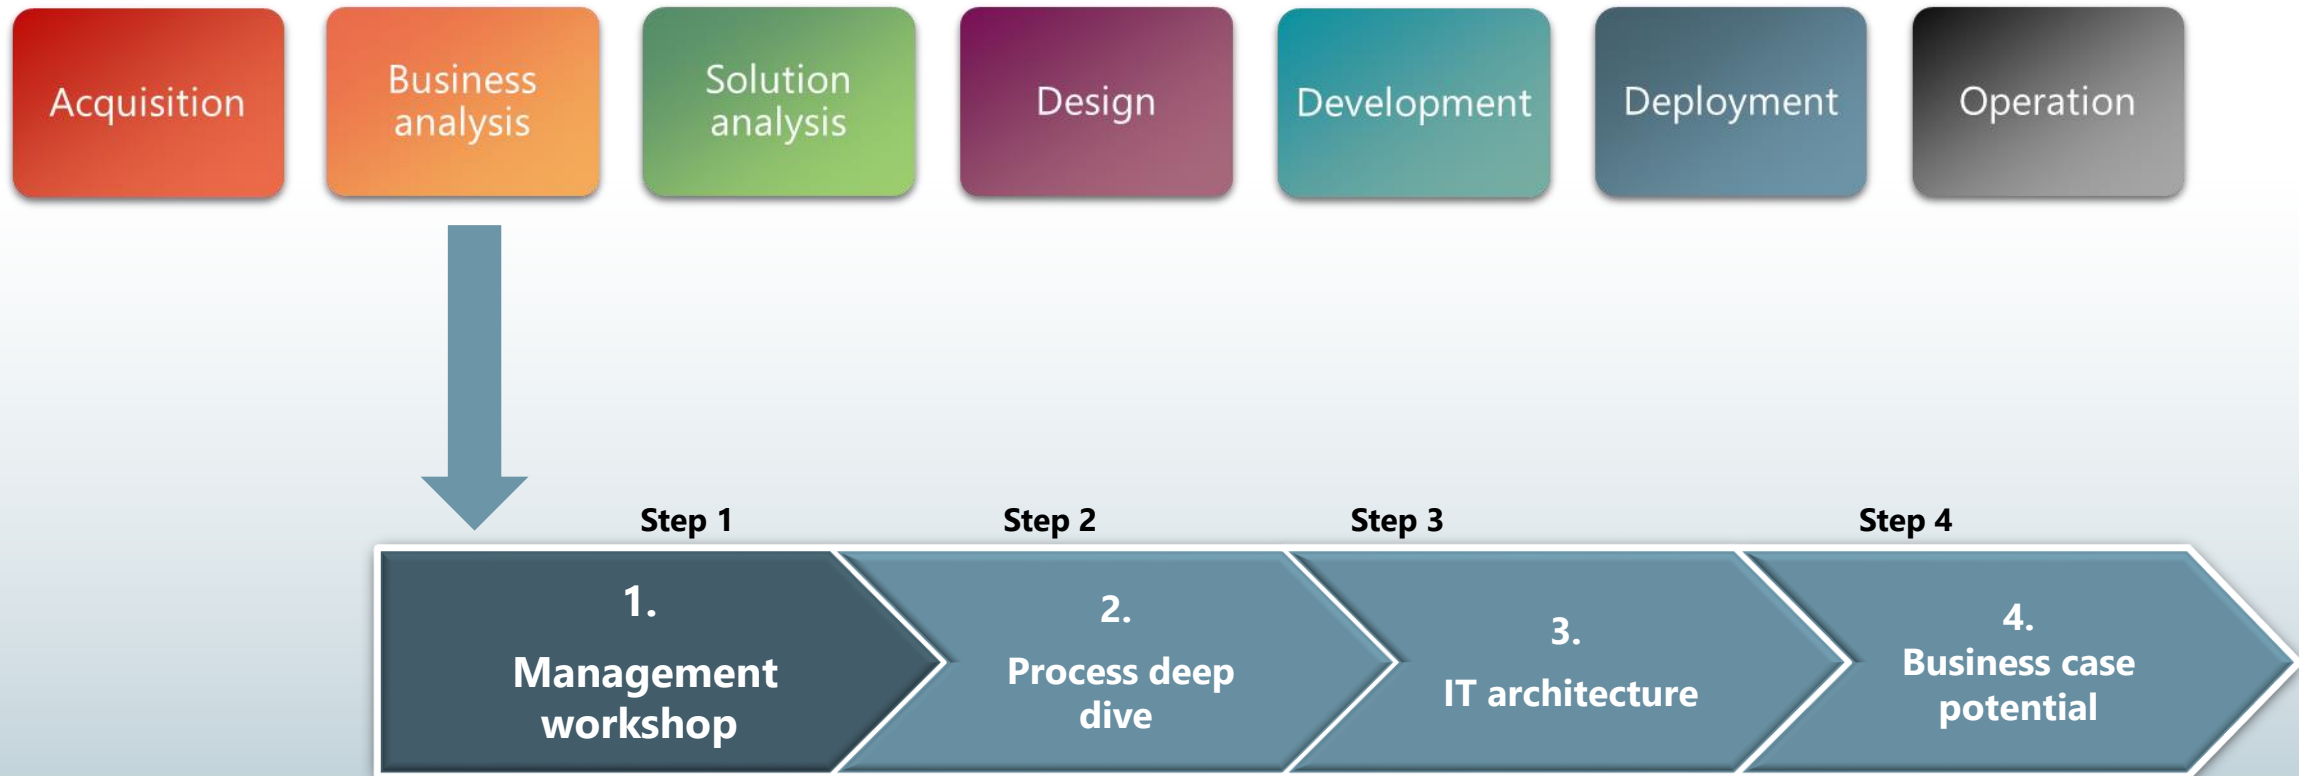 Acquisition
Business
analysis
Solution
analysis
Design
Development
Deployment
Operation
Step 1
Step 2
Step 3
Step 4
1.
Management
workshop
2.
Process deep
dive
3.
IT architecture
4.
Business case
potential